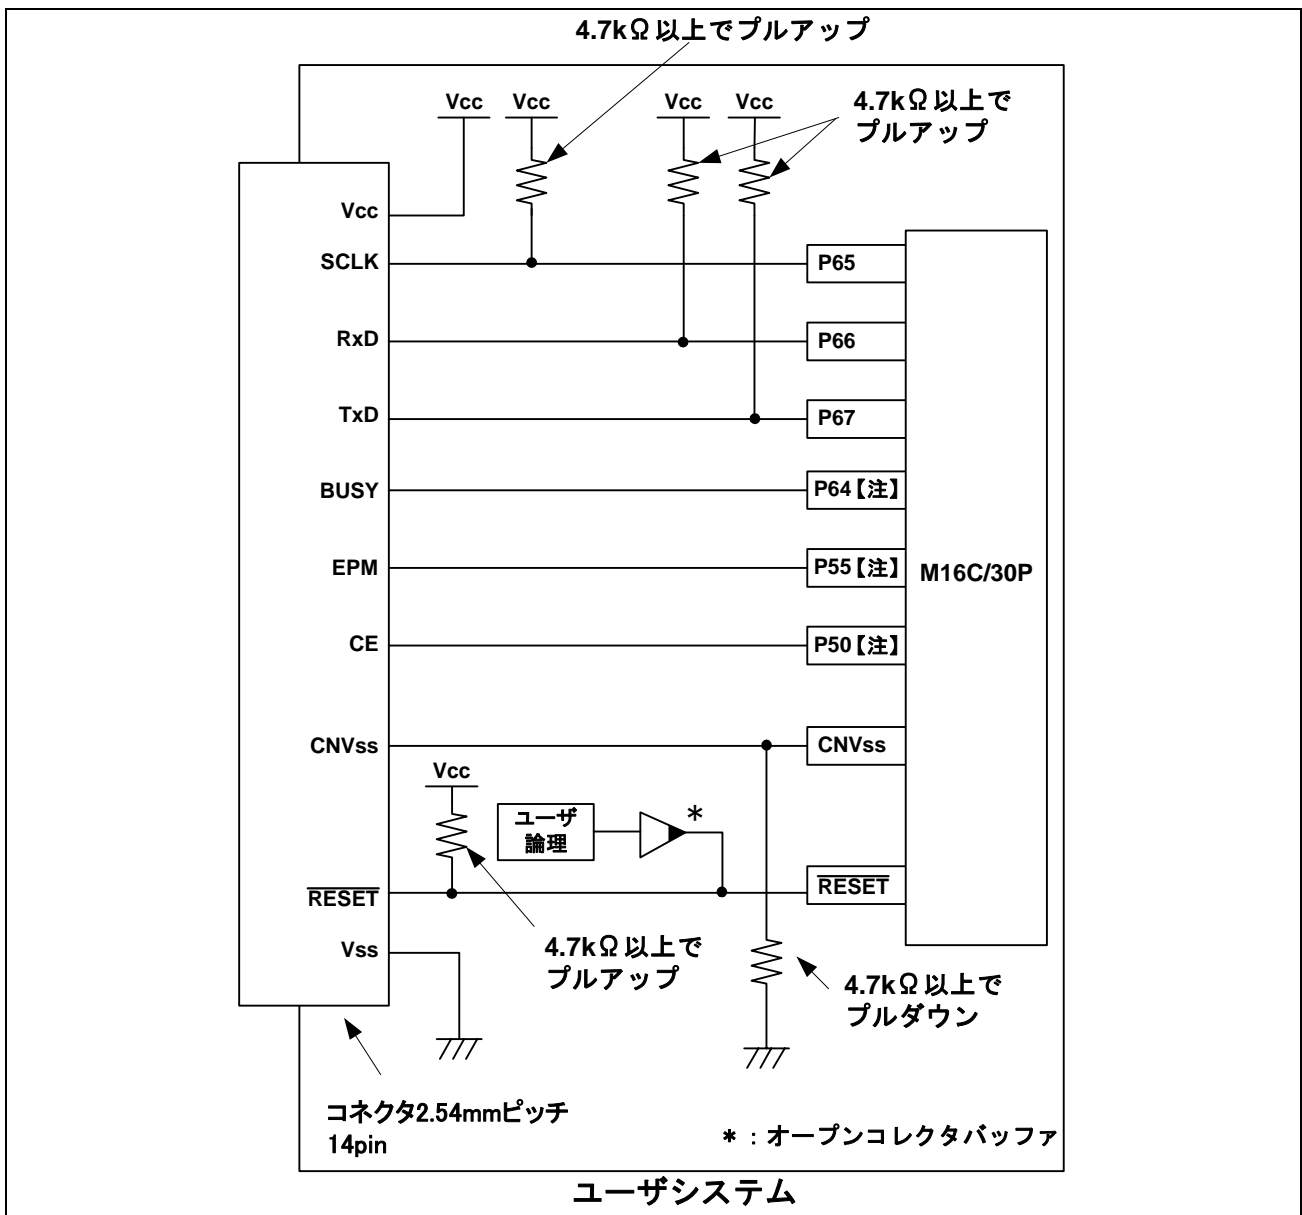 4.7kΩ以上でプルアップ
Vcc Vcc Vcc Vcc
4.7kΩ以上で
プルアップ
Vcc
SCLK P65
RxD P66
TxD P67
BUSY P64【注】
EPM P55【注】
M16C/30P
CE P50【注】
CNVss CNVss
Vcc
ユーザ
論理
*
RESET RESET
Vss
4.7kΩ以上で
プルアップ
4.7kΩ以上で
プルダウン
コネクタ2.54mmピッチ
14pin
*：オープンコレクタバッファ
ユーザシステム